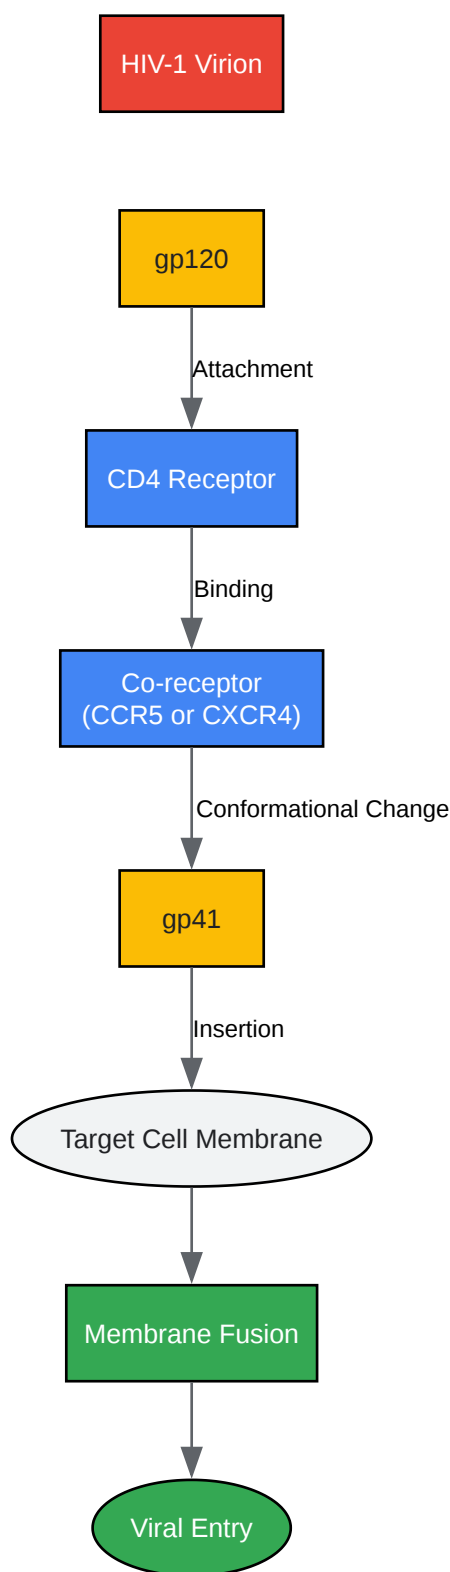 HIV-1 Virion
gp120
Attachment
CD4 Receptor
Binding
Co-receptor
(CCR5 or CXCR4)
Conformational Change
gp41
Insertion
Target Cell Membrane
Membrane Fusion
Viral Entry